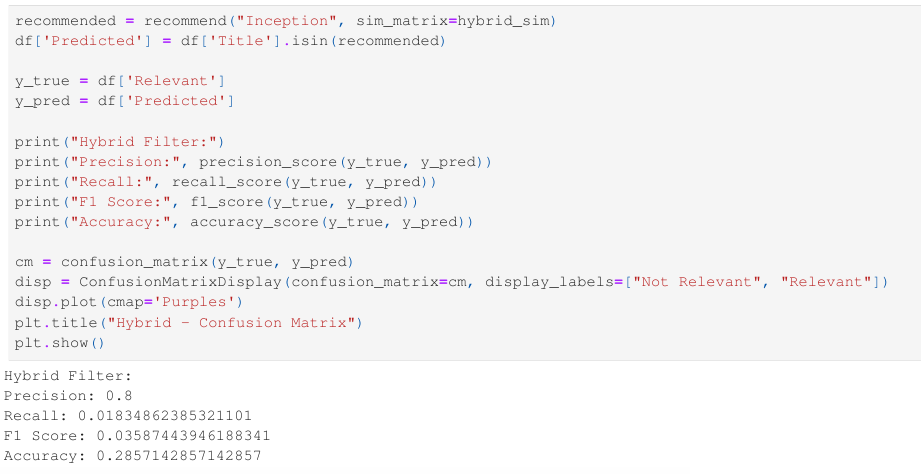 recommended = recommend("Inception", sim_matrix=hybrid_sim)
df['Predicted'] = df['Title'].isin(recommended)
y_true = df['Relevant']
y_pred = df['Predicted']
print("Hybrid Filter:")
print("Precision:", precision_score(y_true, y_pred))
print("Recall:", recall_score(y_true, y_pred))
print("F1 Score:", f1_score(y_true, y_pred))
print("Accuracy:", accuracy_score(y_true, y_pred))
cm = confusion_matrix(y_true, y_pred)
disp = ConfusionMatrixDisplay(confusion_matrix=cm, display_labels=["Not Relevant", "Relevant"])
disp.plot(cmap='Purples')
plt.title("Hybrid - Confusion Matrix")
plt.show()
Hybrid Filter:
Precision: 0.8
Recall: 0.01834862385321101
F1 Score: 0.03587443946188341
Accuracy: 0.2857142857142857